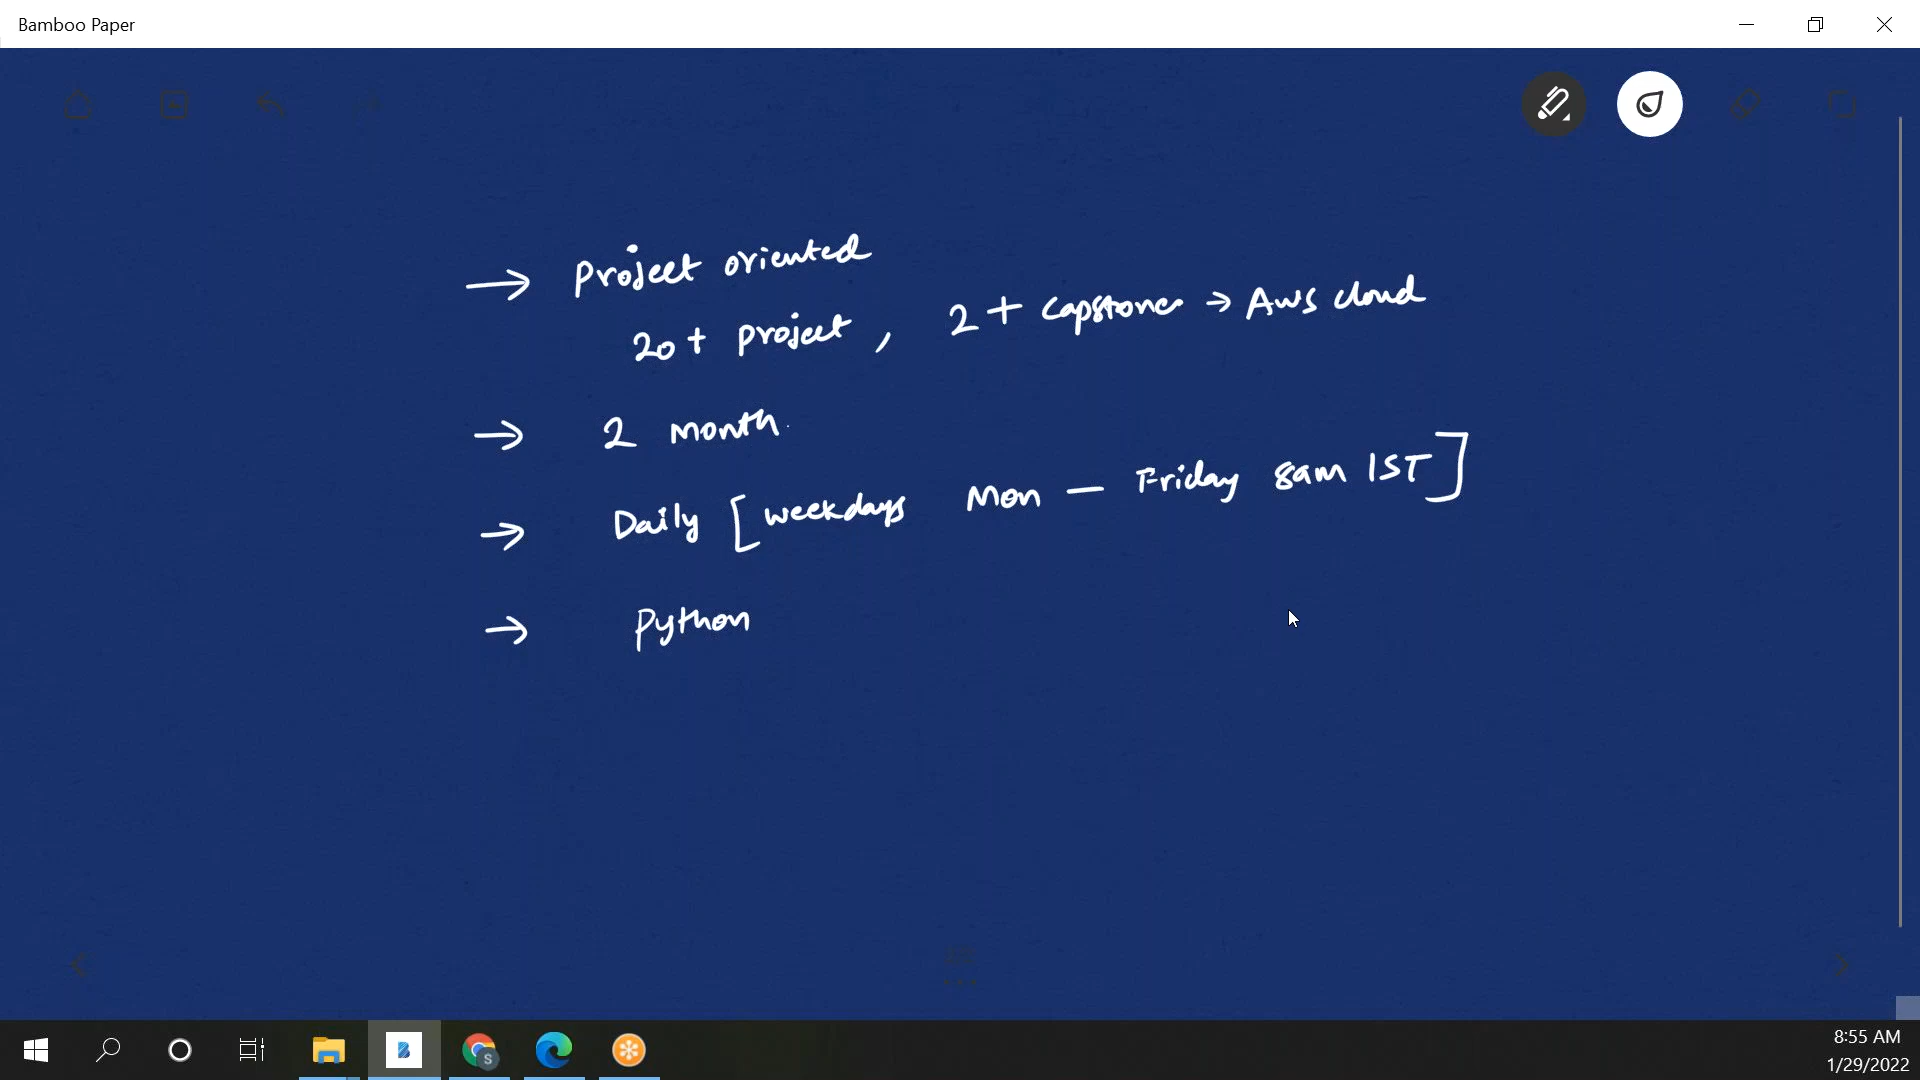 Bamboo Paper
→ Project oriented
20+ project, 2+ capstone → Aws cloud
→ 2 month
→ Daily [weekdays Mon — Friday 8am IST]
→ Python
8:55 AM
1/29/2022